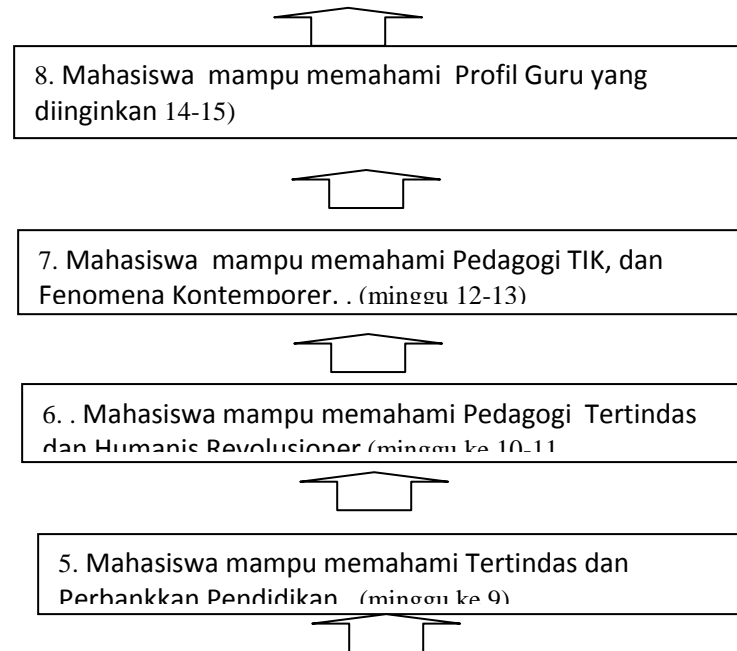 8. Mahasiswa mampu memahami Profil Guru yang
diinginkan 14-15)
7. Mahasiswa mampu memahami Pedagogi TIK, dan
Fenomena Kontemporer. . (minggu 12-13)
6. . Mahasiswa mampu memahami Pedagogi Tertindas
dan Humanis Revolusioner (minggu ke 10-11
5. Mahasiswa mampu memahami Tertindas dan
Perbankkan Pendidikan . (minggu ke 9)